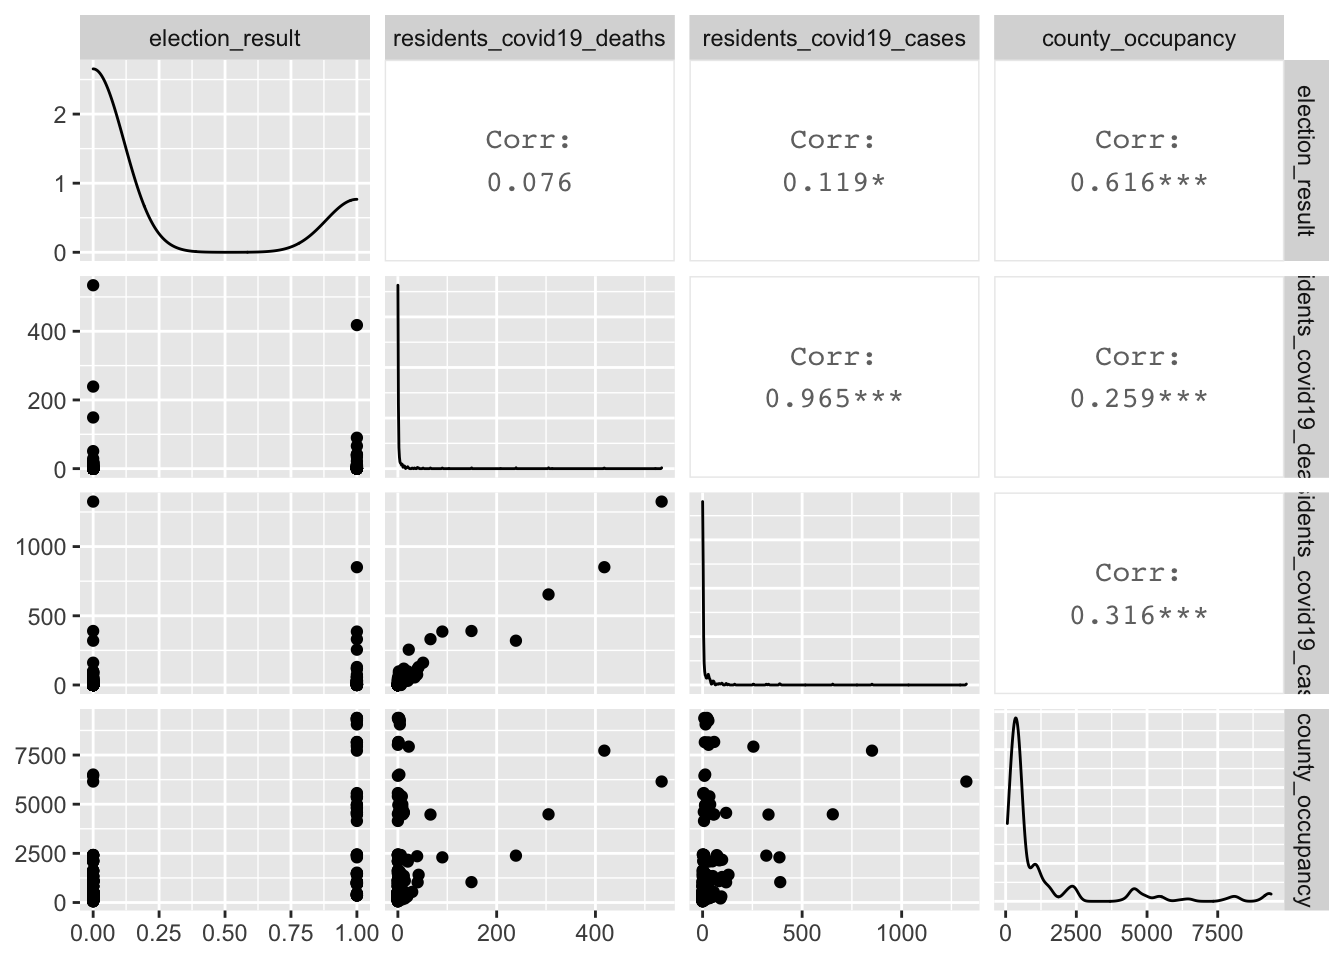 election_result residents_covid19_deaths residents_covid19_cases county_occupancy
Corr: Corr: Corr:
0.076 0.119* 0.616***
election_result
2
1
0
Corr: Corr:
0.965*** 0.259***
idents_covid19_dea
400
200
0
Corr:
0.316***
idents_covid19_cas
1000
500
0
county_occupancy
7500
5000
2500
0
0.00 0.25 0.50 0.75 1.00 0 200 400 0 500 1000 0 2500 5000 7500